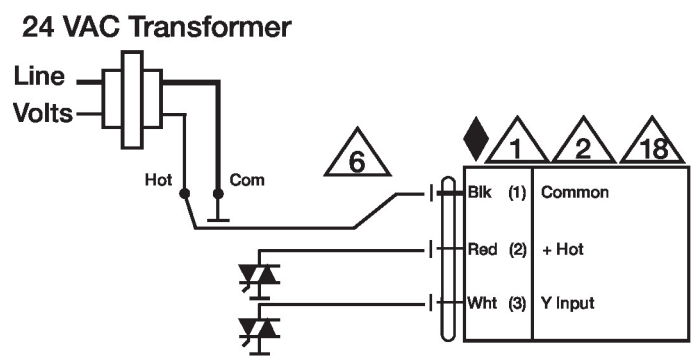 24 VAC Transformer
Line
Volts
Hot
Com
6
1
2
18
Blk (1) Common
Red (2) + Hot
Wht (3) Y Input